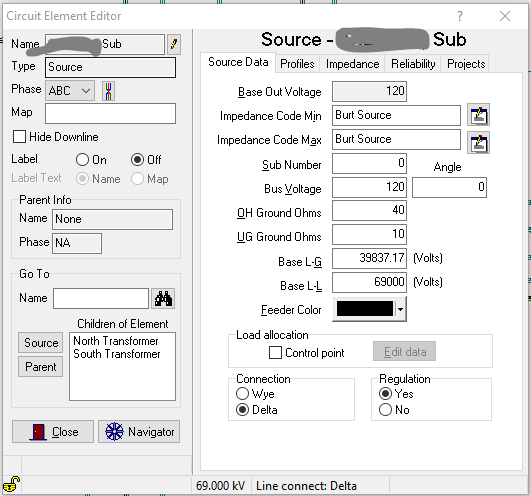 Circuit Element Editor
?
Name Sub
Type Source
Phase ABC
Map
Hide Downline
Label On Off
Label Text Name Map
Parent Info
Name None
Phase NA
Go To
Name
Children of Element
Source
Parent
North Transformer
South Transformer
Close
Navigator
Source - Sub
Source Data Profiles Impedance Reliability Projects
Base Out Voltage 120
Impedance Code Min Burt Source
Impedance Code Max Burt Source
Sub Number 0 Angle
Bus Voltage 120 0
OH Ground Ohms 40
UG Ground Ohms 10
Base L-G 39837.17 (Volts)
Base L-L 69000 (Volts)
Feeder Color
Load allocation
Control point Edit data
Connection
Wye
Delta
Regulation
Yes
No
69.000 kV Line connect: Delta